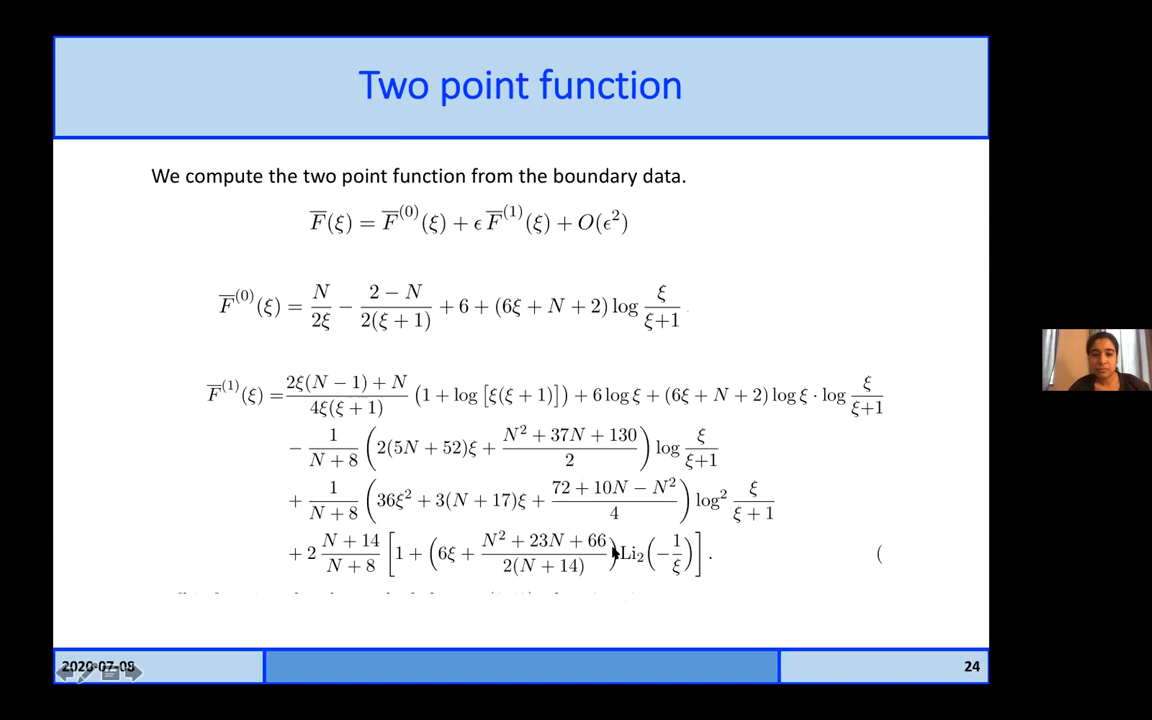 Two point function
We compute the two point function from the boundary data.
F̅(ξ) = F̅⁽⁰⁾(ξ) + ϵ F̅⁽¹⁾(ξ) + O(ϵ²)
F̅⁽⁰⁾(ξ) = N/2ξ − (2 − N)/2(ξ + 1) + 6 + (6ξ + N + 2) log ξ/(ξ+1)
F̅⁽¹⁾(ξ) = (2ξ(N − 1) + N)/4ξ(ξ + 1) (1 + log [ξ(ξ + 1)]) + 6 log ξ + (6ξ + N + 2) log ξ · log ξ/(ξ+1)
− 1/(N + 8) (2(5N + 52)ξ + (N² + 37N + 130)/2) log ξ/(ξ+1)
+ 1/(N + 8) (36ξ² + 3(N + 17)ξ + (72 + 10N − N²)/4) log² ξ/(ξ + 1)
+ 2 (N + 14)/(N + 8) [1 + (6ξ + (N² + 23N + 66)/2(N + 14)) Li₂(−1/ξ)] . (
2020-07-08
24